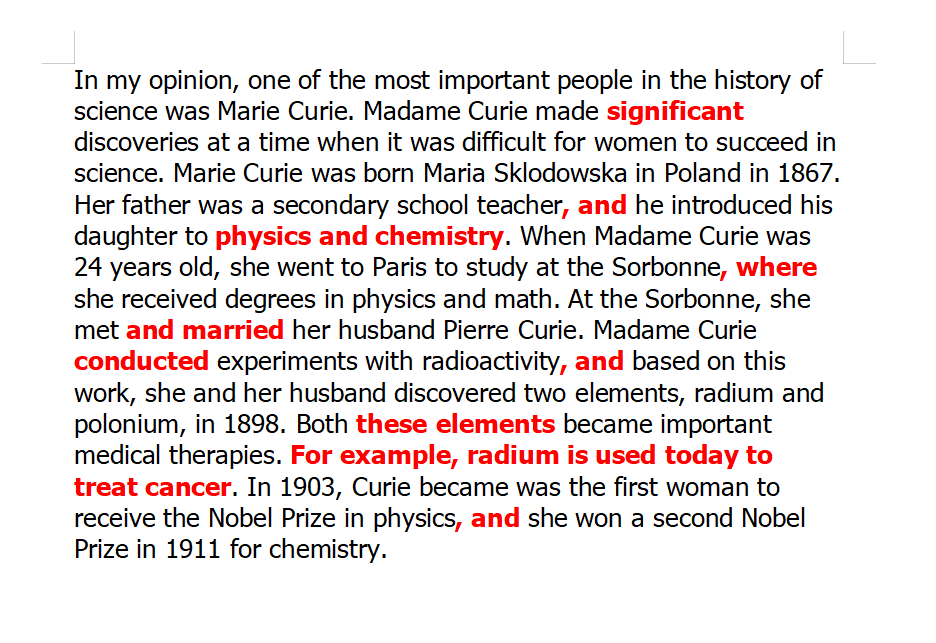 In my opinion, one of the most important people in the history of
science was Marie Curie. Madame Curie made significant
discoveries at a time when it was difficult for women to succeed in
science. Marie Curie was born Maria Sklodowska in Poland in 1867.
Her father was a secondary school teacher, and he introduced his
daughter to physics and chemistry. When Madame Curie was
24 years old, she went to Paris to study at the Sorbonne, where
she received degrees in physics and math. At the Sorbonne, she
met and married her husband Pierre Curie. Madame Curie
conducted experiments with radioactivity, and based on this
work, she and her husband discovered two elements, radium and
polonium, in 1898. Both these elements became important
medical therapies. For example, radium is used today to
treat cancer. In 1903, Curie became was the first woman to
receive the Nobel Prize in physics, and she won a second Nobel
Prize in 1911 for chemistry.